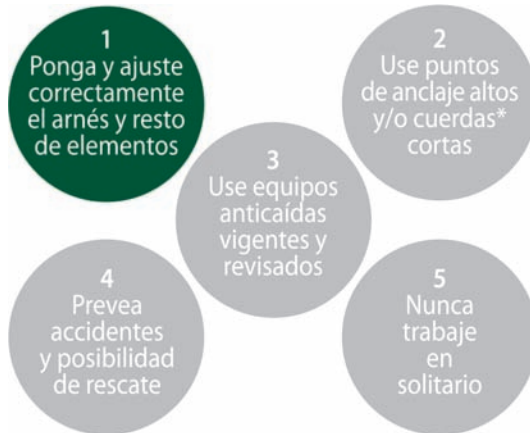 1
Ponga y ajuste
correctamente
el arnés y resto
de elementos
2
Use puntos
de anclaje altos
y/o cuerdas*
cortas
3
Use equipos
anticaídas
vigentes y
revisados
4
Prevea
accidentes
y posibilidad
de rescate
5
Nunca
trabaje
en
solitario